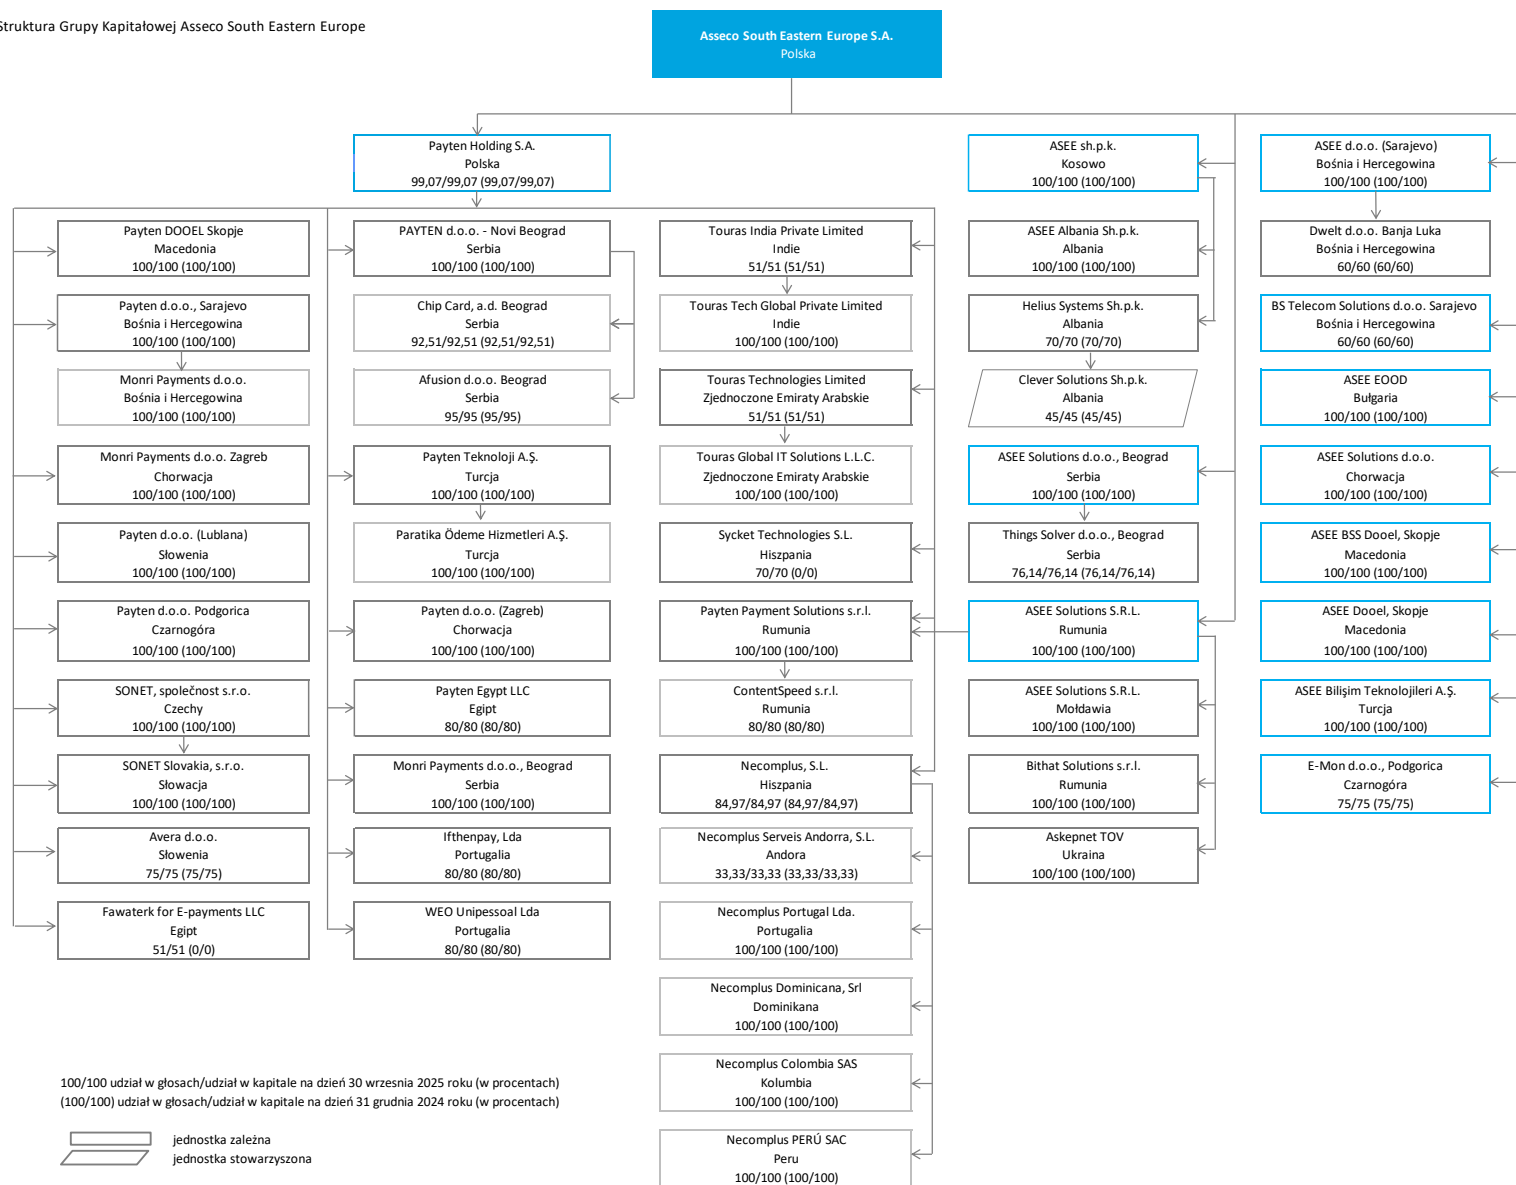 Struktura Grupy Kapitałowej Asseco South Eastern Europe
Asseco South Eastern Europe S.A.
Polska
Payten Holding S.A.
Polska
99,07/99,07 (99,07/99,07)
ASEE sh.p.k.
Kosowo
100/100 (100/100)
ASEE d.o.o. (Sarajevo)
Bośnia i Hercegowina
100/100 (100/100)
Payten DOOEL Skopje
Macedonia
100/100 (100/100)
Payten d.o.o., Sarajevo
Bośnia i Hercegowina
100/100 (100/100)
Monri Payments d.o.o.
Bośnia i Hercegowina
100/100 (100/100)
Monri Payments d.o.o. Zagreb
Chorwacja
100/100 (100/100)
Payten d.o.o. (Lublana)
Słowenia
100/100 (100/100)
Payten d.o.o. Podgorica
Czarnogóra
100/100 (100/100)
SONET, společnost s.r.o.
Czechy
100/100 (100/100)
SONET Slovakia, s.r.o.
Słowacja
100/100 (100/100)
Avera d.o.o.
Słowenia
75/75 (75/75)
Fawaterk for E-payments LLC
Egipt
51/51 (0/0)
PAYTEN d.o.o. - Novi Beograd
Serbia
100/100 (100/100)
Chip Card, a.d. Beograd
Serbia
92,51/92,51 (92,51/92,51)
Afusion d.o.o. Beograd
Serbia
95/95 (95/95)
Payten Teknoloji A.Ş.
Turcja
100/100 (100/100)
Paratika Ödeme Hizmetleri A.Ş.
Turcja
100/100 (100/100)
Payten d.o.o. (Zagreb)
Chorwacja
100/100 (100/100)
Payten Egypt LLC
Egipt
80/80 (80/80)
Monri Payments d.o.o., Beograd
Serbia
100/100 (100/100)
Ifthenpay, Lda
Portugalia
80/80 (80/80)
WEO Unipessoal Lda
Portugalia
80/80 (80/80)
Touras India Private Limited
Indie
51/51 (51/51)
Touras Tech Global Private Limited
Indie
100/100 (100/100)
Touras Technologies Limited
Zjednoczone Emiraty Arabskie
51/51 (51/51)
Touras Global IT Solutions L.L.C.
Zjednoczone Emiraty Arabskie
100/100 (100/100)
Sycket Technologies S.L.
Hiszpania
70/70 (0/0)
Payten Payment Solutions s.r.l.
Rumunia
100/100 (100/100)
ContentSpeed s.r.l.
Rumunia
80/80 (80/80)
Necomplus, S.L.
Hiszpania
84,97/84,97 (84,97/84,97)
Necomplus Serveis Andorra, S.L.
Andora
33,33/33,33 (33,33/33,33)
Necomplus Portugal Lda.
Portugalia
100/100 (100/100)
Necomplus Dominicana, Srl
Dominikana
100/100 (100/100)
Necomplus Colombia SAS
Kolumbia
100/100 (100/100)
Necomplus PERÚ SAC
Peru
100/100 (100/100)
ASEE Albania Sh.p.k.
Albania
100/100 (100/100)
Helius Systems Sh.p.k.
Albania
70/70 (70/70)
Clever Solutions Sh.p.k.
Albania
45/45 (45/45)
ASEE Solutions d.o.o., Beograd
Serbia
100/100 (100/100)
Things Solver d.o.o., Beograd
Serbia
76,14/76,14 (76,14/76,14)
ASEE Solutions S.R.L.
Rumunia
100/100 (100/100)
ASEE Solutions S.R.L.
Mołdawia
100/100 (100/100)
Bithat Solutions s.r.l.
Rumunia
100/100 (100/100)
Askepnet TOV
Ukraina
100/100 (100/100)
Dwelt d.o.o. Banja Luka
Bośnia i Hercegowina
60/60 (60/60)
BS Telecom Solutions d.o.o. Sarajevo
Bośnia i Hercegowina
60/60 (60/60)
ASEE EOOD
Bułgaria
100/100 (100/100)
ASEE Solutions d.o.o.
Chorwacja
100/100 (100/100)
ASEE BSS Dooel, Skopje
Macedonia
100/100 (100/100)
ASEE Dooel, Skopje
Macedonia
100/100 (100/100)
ASEE Bilişim Teknolojileri A.Ş.
Turcja
100/100 (100/100)
E-Mon d.o.o., Podgorica
Czarnogóra
75/75 (75/75)
100/100 udział w głosach/udział w kapitale na dzień 30 wrzesnia 2025 roku (w procentach)
(100/100) udział w głosach/udział w kapitale na dzień 31 grudnia 2024 roku (w procentach)
jednostka zależna
jednostka stowarzyszona